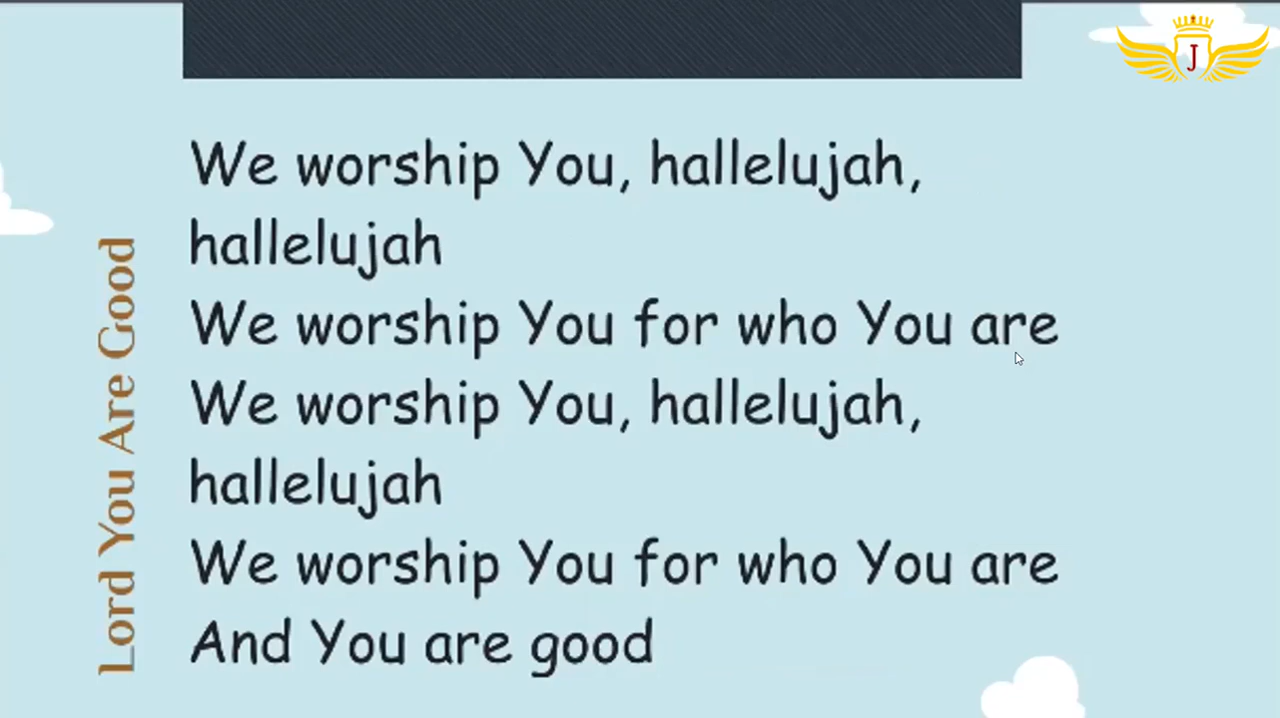 J
We worship You, hallelujah,
hallelujah
We worship You for who You are
We worship You, hallelujah,
hallelujah
We worship You for who You are
And You are good
Lord You Are Good